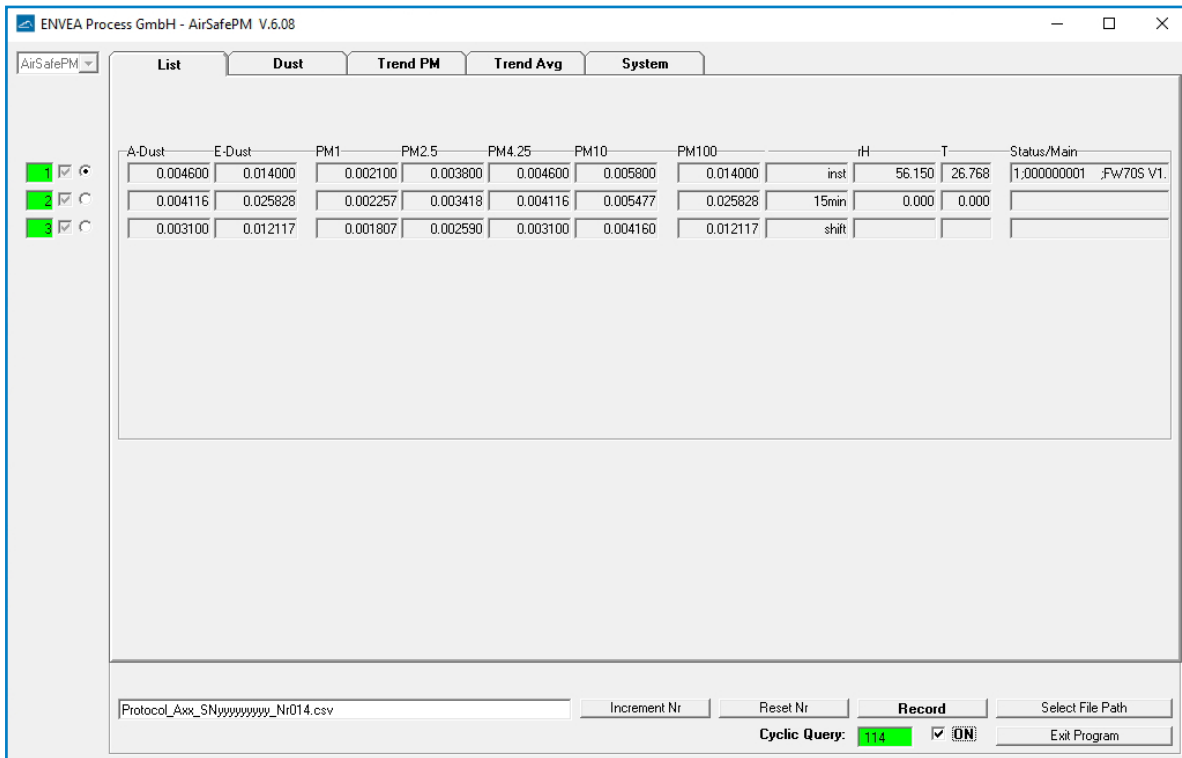 ENVEA Process GmbH - AirSafePM V.6.08
AirSafePM List Dust Trend PM Trend Avg System
A-Dust E-Dust PM1 PM2.5 PM4.25 PM10 PM100 rH T Status/Main
1 0.004600 0.014000 0.002100 0.003800 0.004600 0.005800 0.014000 inst 56.150 26.768 1;000000001 ;FW70S V1.
2 0.004116 0.025828 0.002257 0.003418 0.004116 0.005477 0.025828 15min 0.000 0.000
3 0.003100 0.012117 0.001807 0.002590 0.003100 0.004160 0.012117 shift
Protocol_Axx_SNyyyyyyyyy_Nr014.csv Increment Nr Reset Nr Record Select File Path
Cyclic Query: 114 ON Exit Program